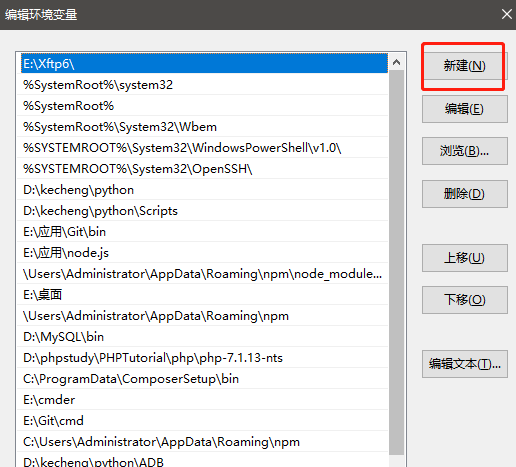 编辑环境变量
E:\Xftp6\
%SystemRoot%\system32
%SystemRoot%
%SystemRoot%\System32\Wbem
%SYSTEMROOT%\System32\WindowsPowerShell\v1.0\
%SYSTEMROOT%\System32\OpenSSH\
D:\kecheng\python
D:\kecheng\python\Scripts
E:\应用\Git\bin
E:\应用\node.js
\Users\Administrator\AppData\Roaming\npm\node_module...
E:\桌面
\Users\Administrator\AppData\Roaming\npm
D:\MySQL\bin
D:\phpstudy\PHPTutorial\php\php-7.1.13-nts
C:\ProgramData\ComposerSetup\bin
E:\cmder
E:\Git\cmd
C:\Users\Administrator\AppData\Roaming\npm
D:\kecheng\python\ADB
新建(N)
编辑(E)
浏览(B)...
删除(D)
上移(U)
下移(O)
编辑文本(T)...